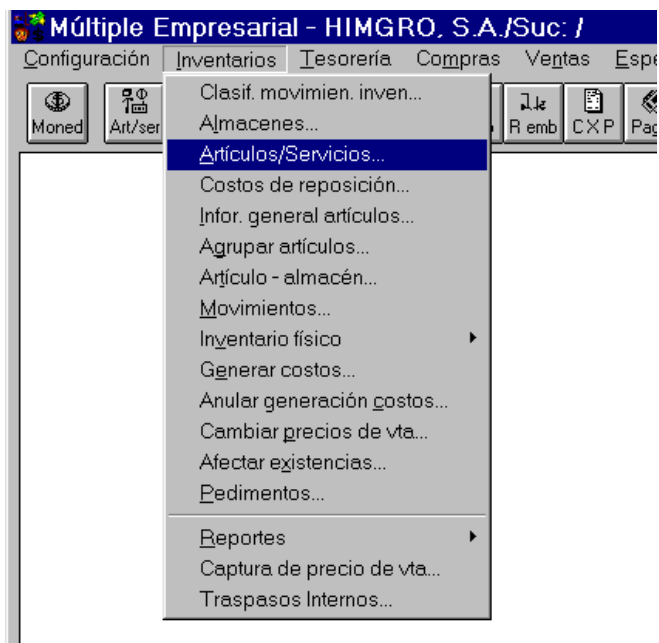 Múltiple Empresarial - HIMGRO, S.A./Suc: /
Configuración Inventarios Tesorería Compras Ventas Espe
Moned Art/ser R emb C X P Pag
Clasif. movimien. inven...
Almacenes...
Artículos/Servicios...
Costos de reposición...
Infor. general artículos...
Agrupar artículos...
Artículo - almacén...
Movimientos...
Inventario físico
Generar costos...
Anular generación costos...
Cambiar precios de vta...
Afectar existencias...
Pedimentos...
Reportes
Captura de precio de vta...
Traspasos Internos...